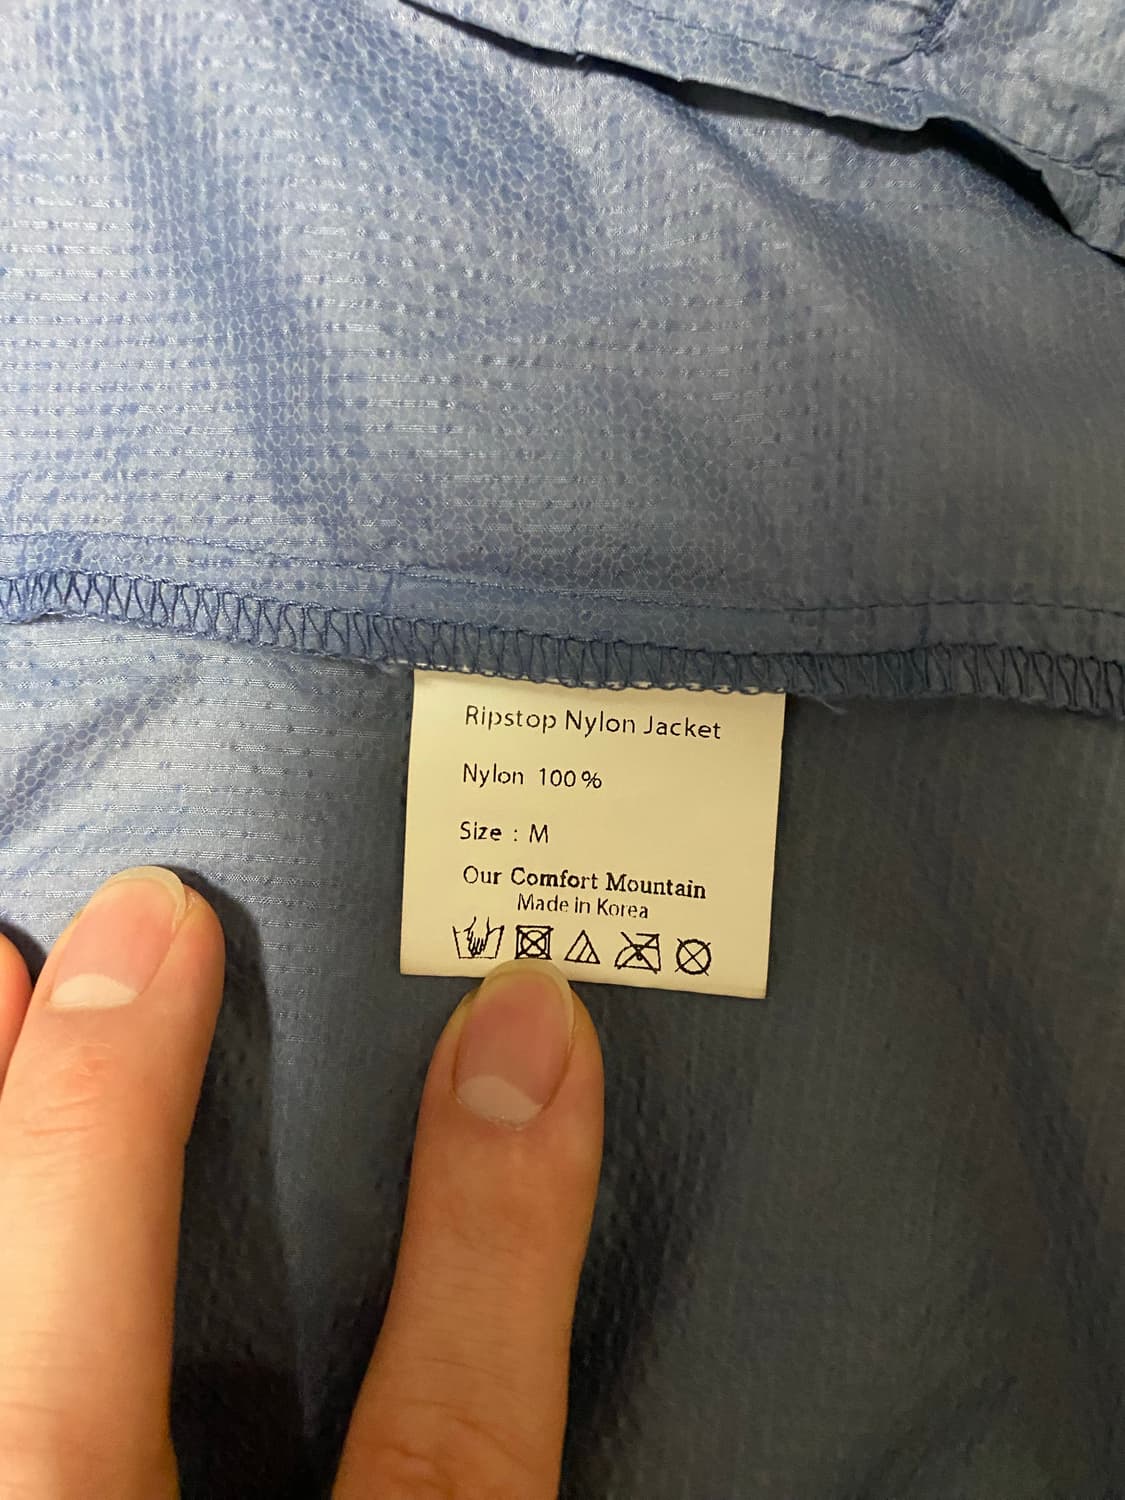 Ripstop Nylon Jacket
Nylon 100%
Size : M
Our Comfort Mountain
Made in Korea